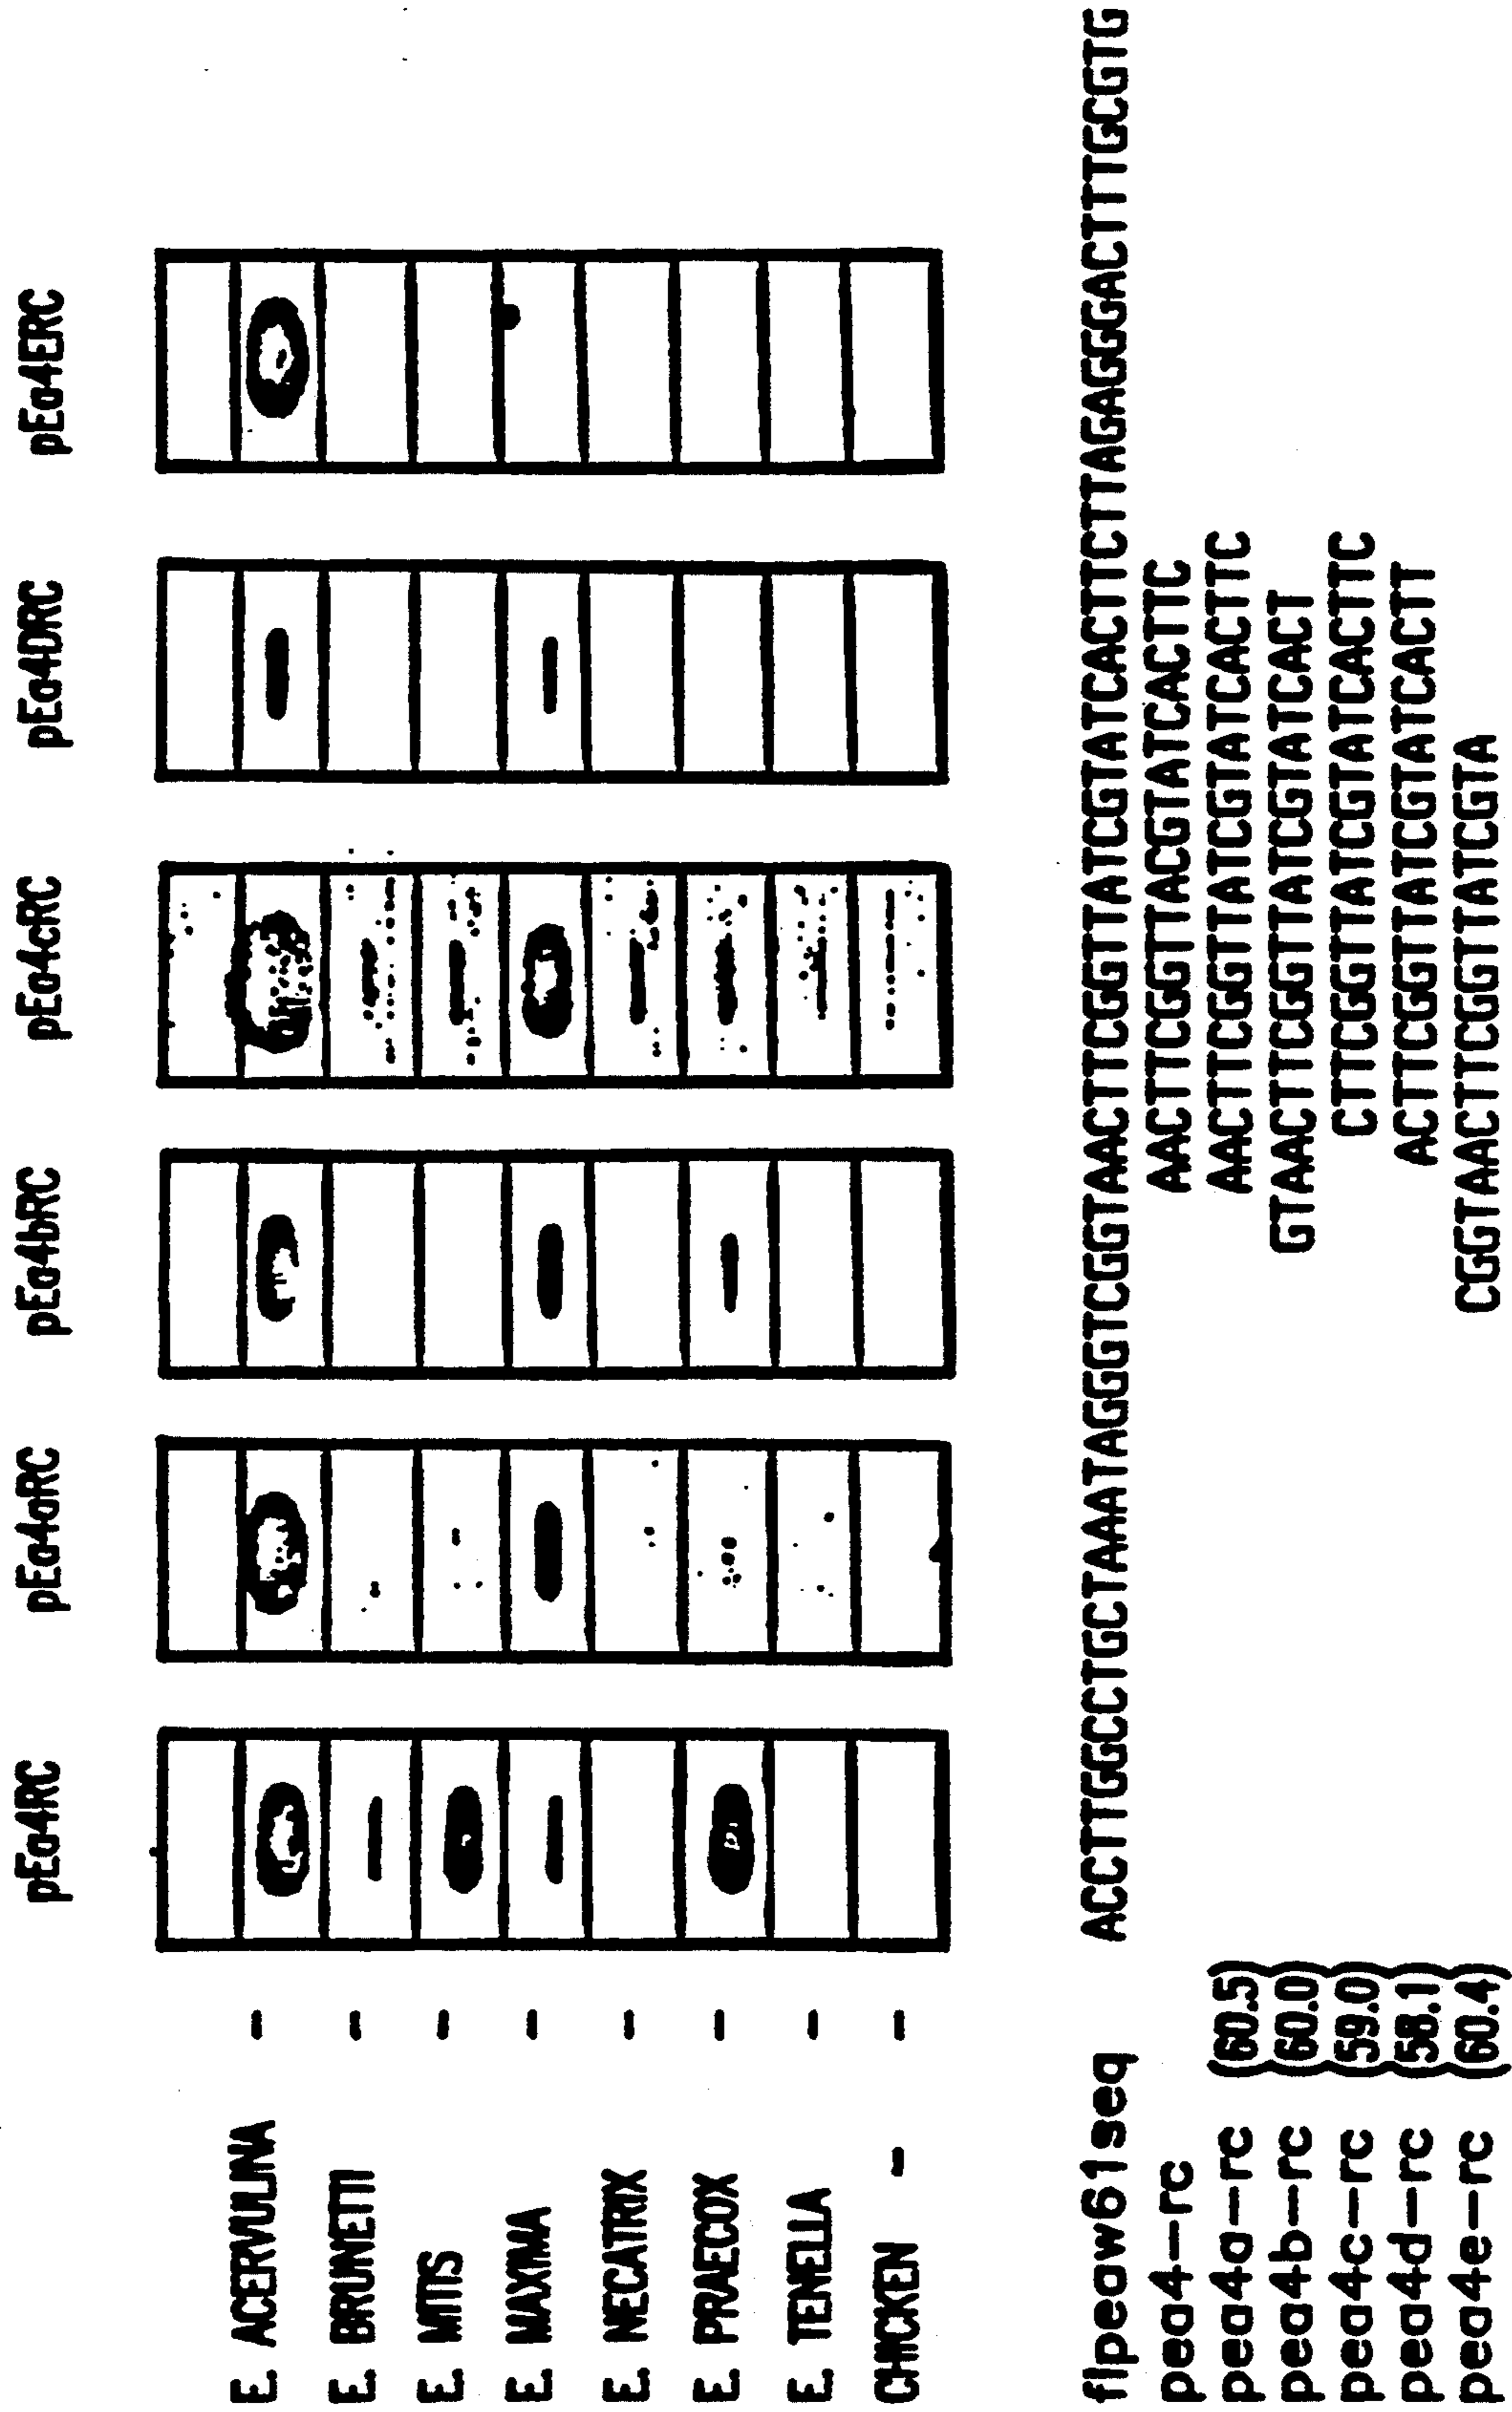 pEa4RC pEa4aRC pEa4bRC pEa4cRC pEa4DRC pEa4ERC
E. ACERVULINA -
E. BRUNETTI -
E. MITIS -
E. MAXIMA -
E. NECATRIX -
E. PRAECOX -
E. TENELLA -
CHICKEN - -
flpeaw61seq ACCTTGGCCTGCTAAATAGGGTCGGTAACTTCGGTTATCGTATCACTTCTTAGAGGGACTTTGCGTG
pea4-rc AACTTCGGTTACGTATCACTTC
pea4a-rc (60.5) AACTTCGGTTATCGTATCACTTC
pea4b-rc (60.0) GTAACTTCGGTTATCGTATCACT
pea4c-rc (59.0) CTTCGGTTATCGTATCACTTC
pea4d-rc (58.1) ACTTCGGTTATCGTATCACTT
pea4e-rc (60.4) CGGTAACTTCGGTTATCGTA